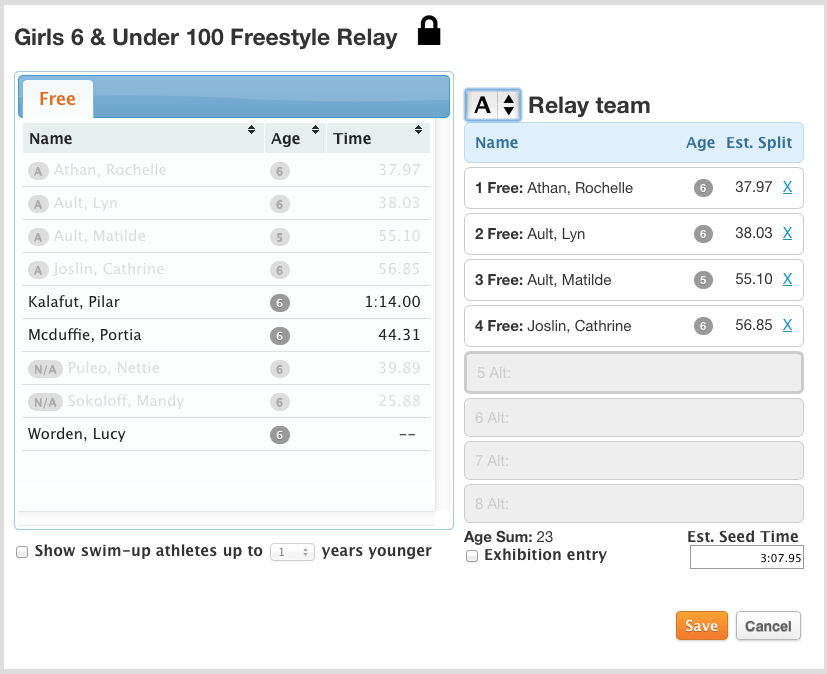 Girls 6 & Under 100 Freestyle Relay
Free
Name Age Time
A Athan, Rochelle 6 37.97
A Ault, Lyn 6 38.03
A Ault, Matilde 5 55.10
A Joslin, Cathrine 6 56.85
Kalafut, Pilar 6 1:14.00
Mcduffie, Portia 6 44.31
N/A Puleo, Nettie 6 39.89
N/A Sokoloff, Mandy 6 25.88
Worden, Lucy 6 --
Show swim-up athletes up to 1 years younger
A Relay team
Name Age Est. Split
1 Free: Athan, Rochelle 6 37.97 X
2 Free: Ault, Lyn 6 38.03 X
3 Free: Ault, Matilde 5 55.10 X
4 Free: Joslin, Cathrine 6 56.85 X
5 Alt:
6 Alt:
7 Alt:
8 Alt:
Age Sum: 23 Est. Seed Time
Exhibition entry 3:07.95
Save Cancel